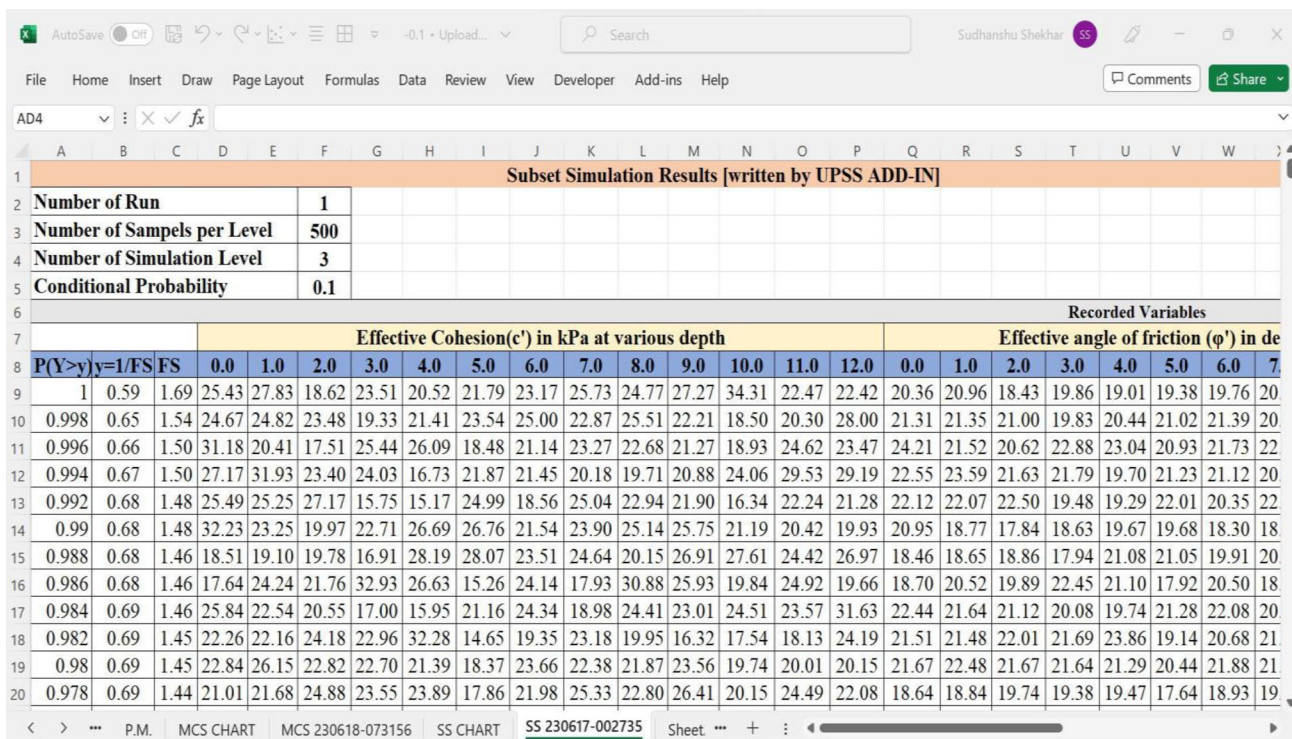 AutoSave Off -0.1 • Upload... Search Sudhanshu Shekhar SS
File Home Insert Draw Page Layout Formulas Data Review View Developer Add-ins Help Comments Share
AD4 fx
A B C D E F G H I J K L M N O P Q R S T U V W
1 Subset Simulation Results [written by UPSS ADD-IN]
2 Number of Run 1
3 Number of Sampels per Level 500
4 Number of Simulation Level 3
5 Conditional Probability 0.1
6 Recorded Variables
7 Effective Cohesion(c') in kPa at various depth Effective angle of friction (φ') in de
8 P(Y>y) y=1/FS FS 0.0 1.0 2.0 3.0 4.0 5.0 6.0 7.0 8.0 9.0 10.0 11.0 12.0 0.0 1.0 2.0 3.0 4.0 5.0 6.0 7.
9 1 0.59 1.69 25.43 27.83 18.62 23.51 20.52 21.79 23.17 25.73 24.77 27.27 34.31 22.47 22.42 20.36 20.96 18.43 19.86 19.01 19.38 19.76 20.
10 0.998 0.65 1.54 24.67 24.82 23.48 19.33 21.41 23.54 25.00 22.87 25.51 22.21 18.50 20.30 28.00 21.31 21.35 21.00 19.83 20.44 21.02 21.39 20.
11 0.996 0.66 1.50 31.18 20.41 17.51 25.44 26.09 18.48 21.14 23.27 22.68 21.27 18.93 24.62 23.47 24.21 21.52 20.62 22.88 23.04 20.93 21.73 22.
12 0.994 0.67 1.50 27.17 31.93 23.40 24.03 16.73 21.87 21.45 20.18 19.71 20.88 24.06 29.53 29.19 22.55 23.59 21.63 21.79 19.70 21.23 21.12 20.
13 0.992 0.68 1.48 25.49 25.25 27.17 15.75 15.17 24.99 18.56 25.04 22.94 21.90 16.34 22.24 21.28 22.12 22.07 22.50 19.48 19.29 22.01 20.35 22.
14 0.99 0.68 1.48 32.23 23.25 19.97 22.71 26.69 26.76 21.54 23.90 25.14 25.75 21.19 20.42 19.93 20.95 18.77 17.84 18.63 19.67 19.68 18.30 18.
15 0.988 0.68 1.46 18.51 19.10 19.78 16.91 28.19 28.07 23.51 24.64 20.15 26.91 27.61 24.42 26.97 18.46 18.65 18.86 17.94 21.08 21.05 19.91 20.
16 0.986 0.68 1.46 17.64 24.24 21.76 32.93 26.63 15.26 24.14 17.93 30.88 25.93 19.84 24.92 19.66 18.70 20.52 19.89 22.45 21.10 17.92 20.50 18.
17 0.984 0.69 1.46 25.84 22.54 20.55 17.00 15.95 21.16 24.34 18.98 24.41 23.01 24.51 23.57 31.63 22.44 21.64 21.12 20.08 19.74 21.28 22.08 20.
18 0.982 0.69 1.45 22.26 22.16 24.18 22.96 32.28 14.65 19.35 23.18 19.95 16.32 17.54 18.13 24.19 21.51 21.48 22.01 21.69 23.86 19.14 20.68 21.
19 0.98 0.69 1.45 22.84 26.15 22.82 22.70 21.39 18.37 23.66 22.38 21.87 23.56 19.74 20.01 20.15 21.67 22.48 21.67 21.64 21.29 20.44 21.88 21.
20 0.978 0.69 1.44 21.01 21.68 24.88 23.55 23.89 17.86 21.98 25.33 22.80 26.41 20.15 24.49 22.08 18.64 18.84 19.74 19.38 19.47 17.64 18.93 19.
P.M. MCS CHART MCS 230618-073156 SS CHART SS 230617-002735 Sheet